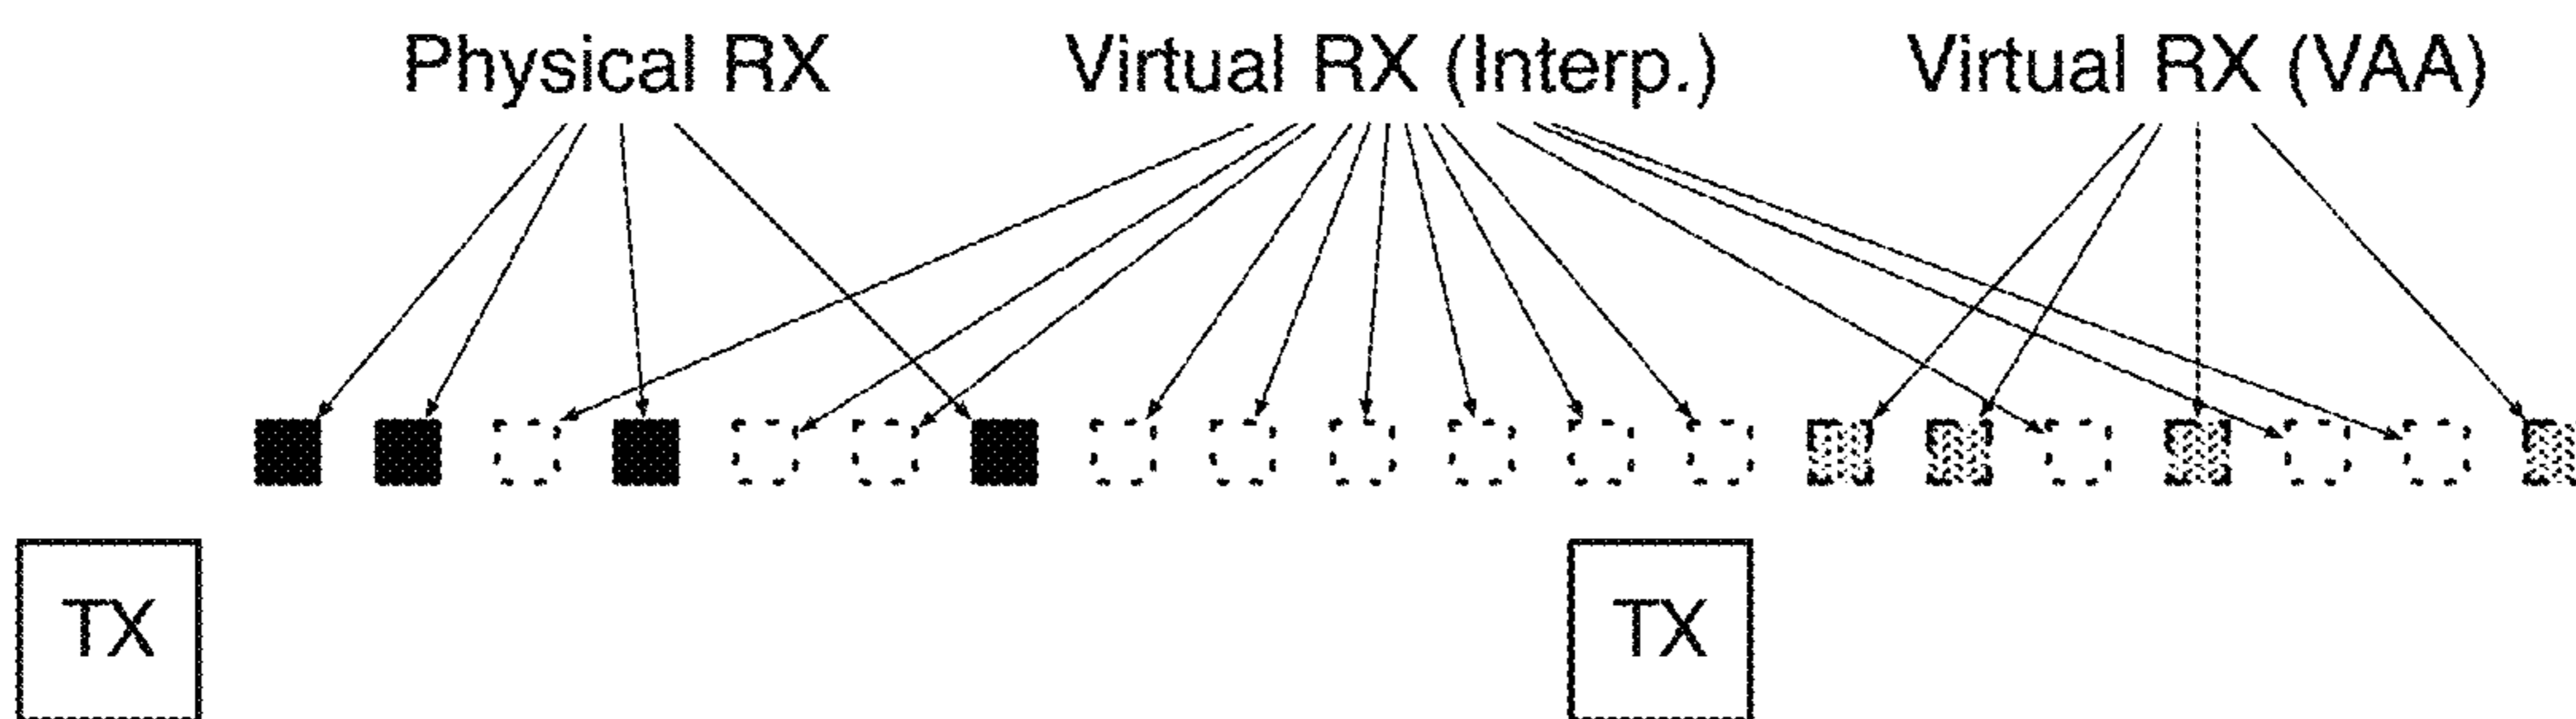 Physical RX Virtual RX (Interp.) Virtual RX (VAA)
TX TX